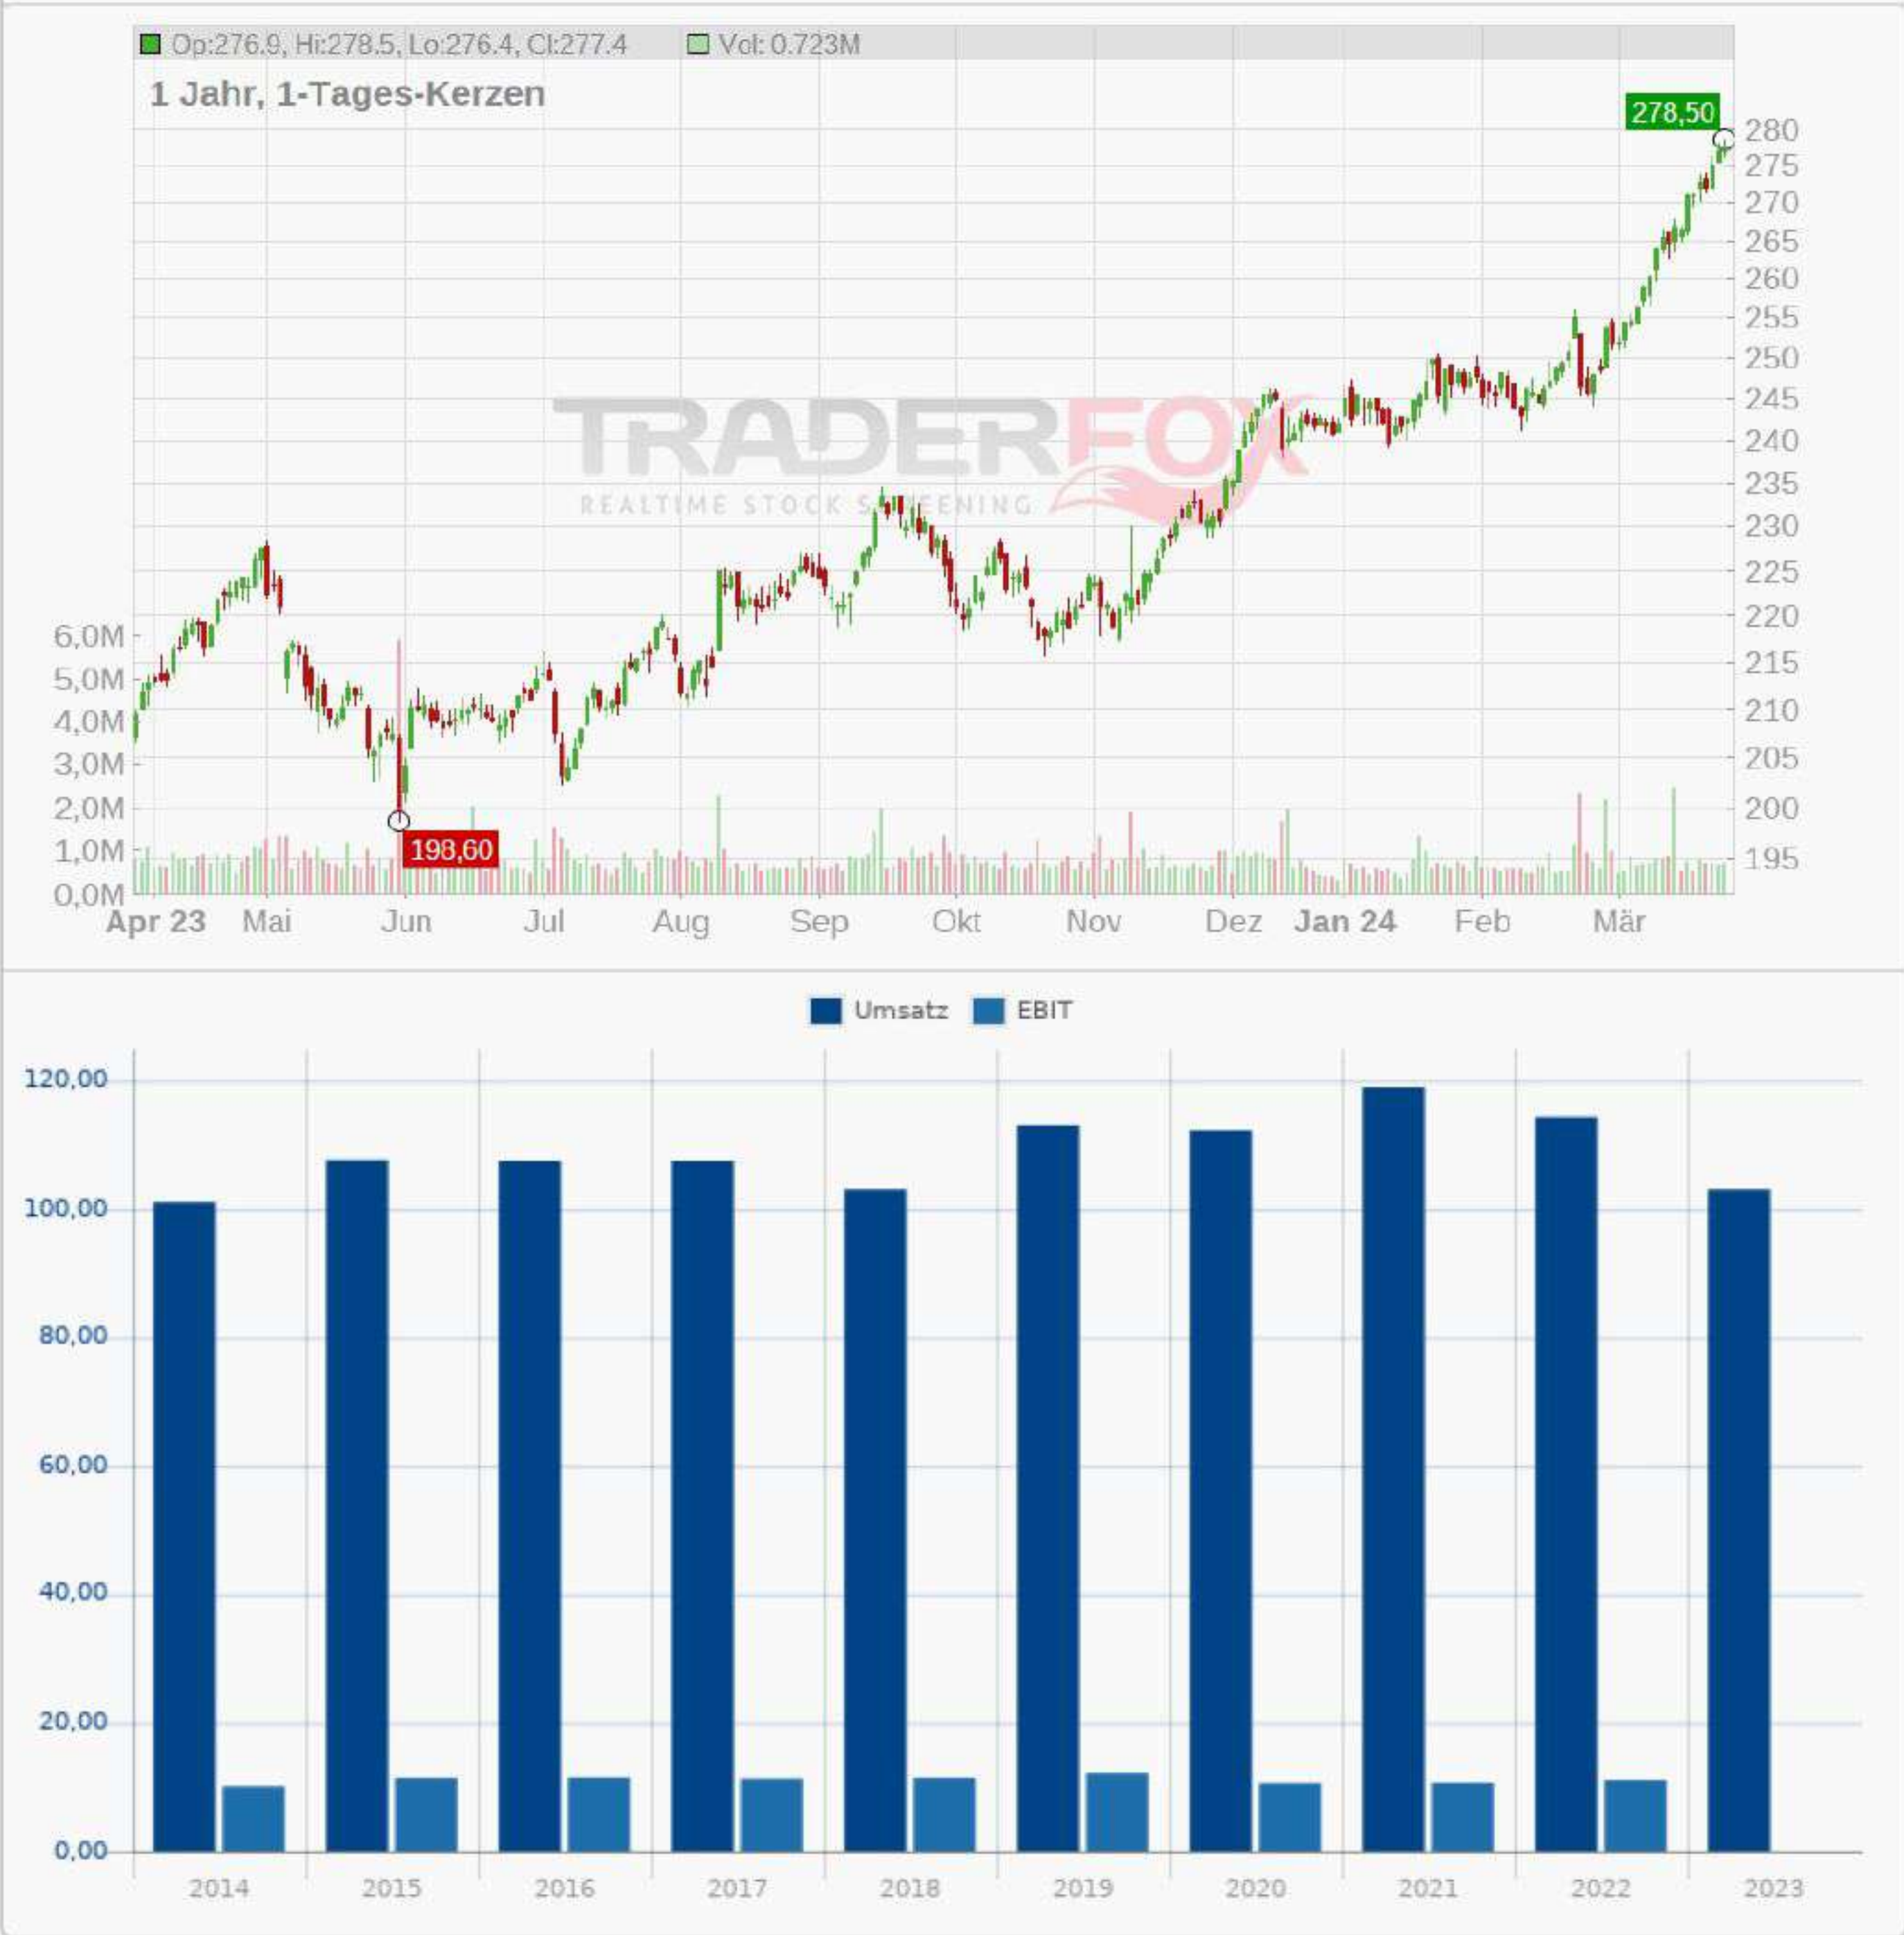 Op:276.9, Hi:278.5, Lo:276.4, Cl:277.4 Vol: 0.723M
1 Jahr, 1-Tages-Kerzen
278,50
280
275
270
265
260
255
250
245
240
235
230
225
220
215
210
205
200
195
TRADERFOX
REALTIME STOCK SCREENING
6,0M
5,0M
4,0M
3,0M
2,0M
1,0M
0,0M
198,60
Apr 23 Mai Jun Jul Aug Sep Okt Nov Dez Jan 24 Feb Mär
Umsatz EBIT
120,00
100,00
80,00
60,00
40,00
20,00
0,00
2014 2015 2016 2017 2018 2019 2020 2021 2022 2023